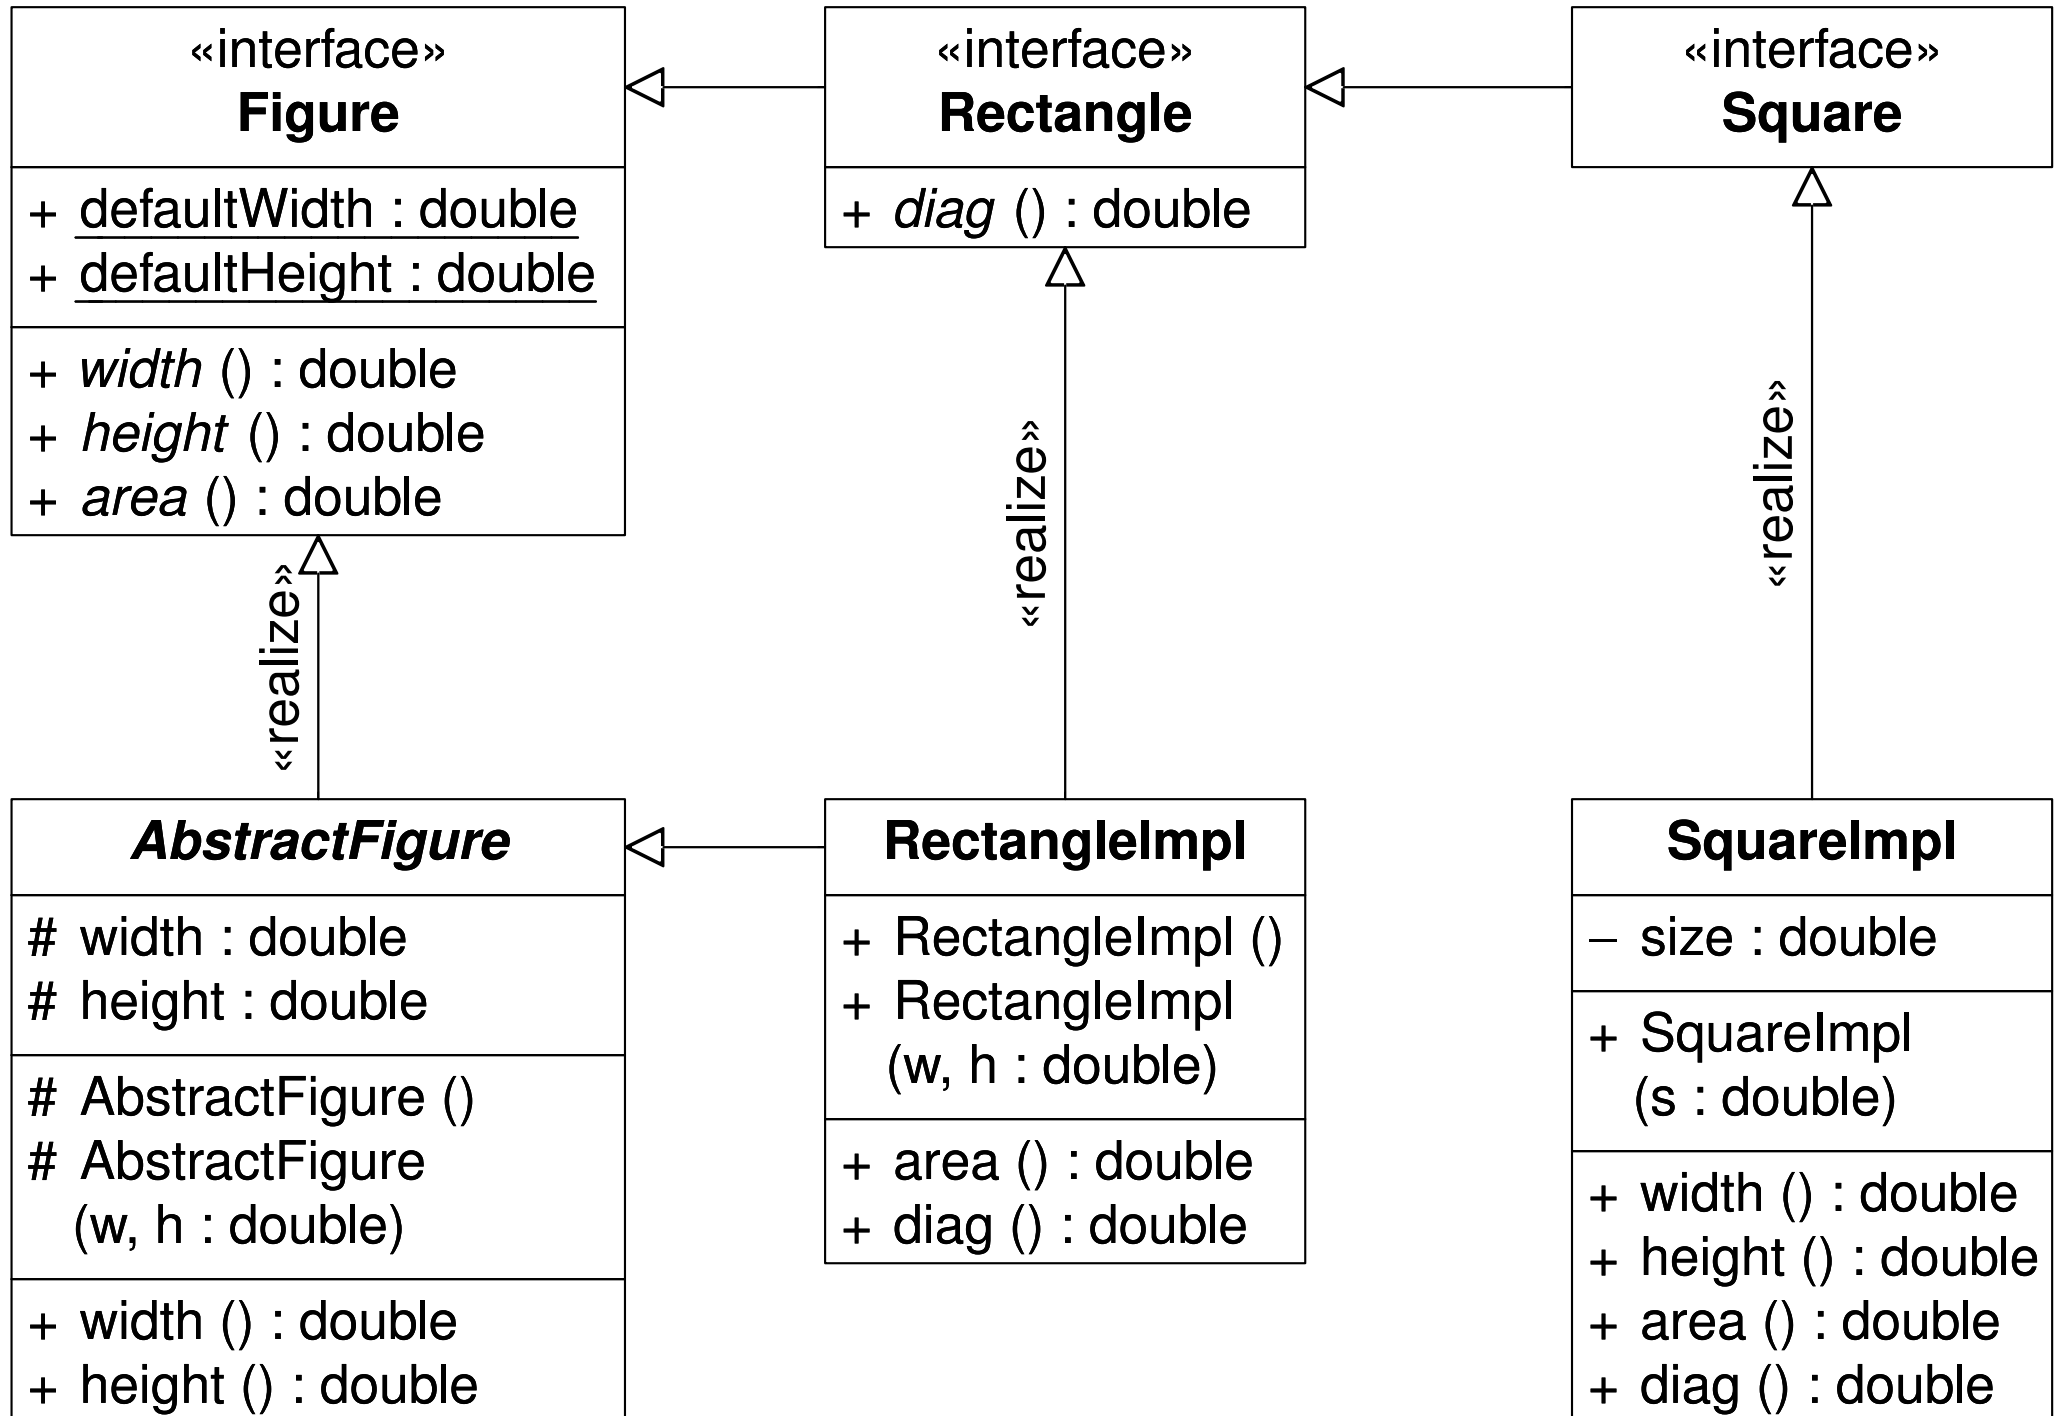 «interface»
Figure
+ defaultWidth : double
+ defaultHeight : double
+ width () : double
+ height () : double
+ area () : double
«interface»
Rectangle
+ diag () : double
«interface»
Square
«realize»
«realize»
«realize»
AbstractFigure
# width : double
# height : double
# AbstractFigure ()
# AbstractFigure
(w, h : double)
+ width () : double
+ height () : double
RectangleImpl
+ RectangleImpl ()
+ RectangleImpl
(w, h : double)
+ area () : double
+ diag () : double
SquareImpl
– size : double
+ SquareImpl
(s : double)
+ width () : double
+ height () : double
+ area () : double
+ diag () : double